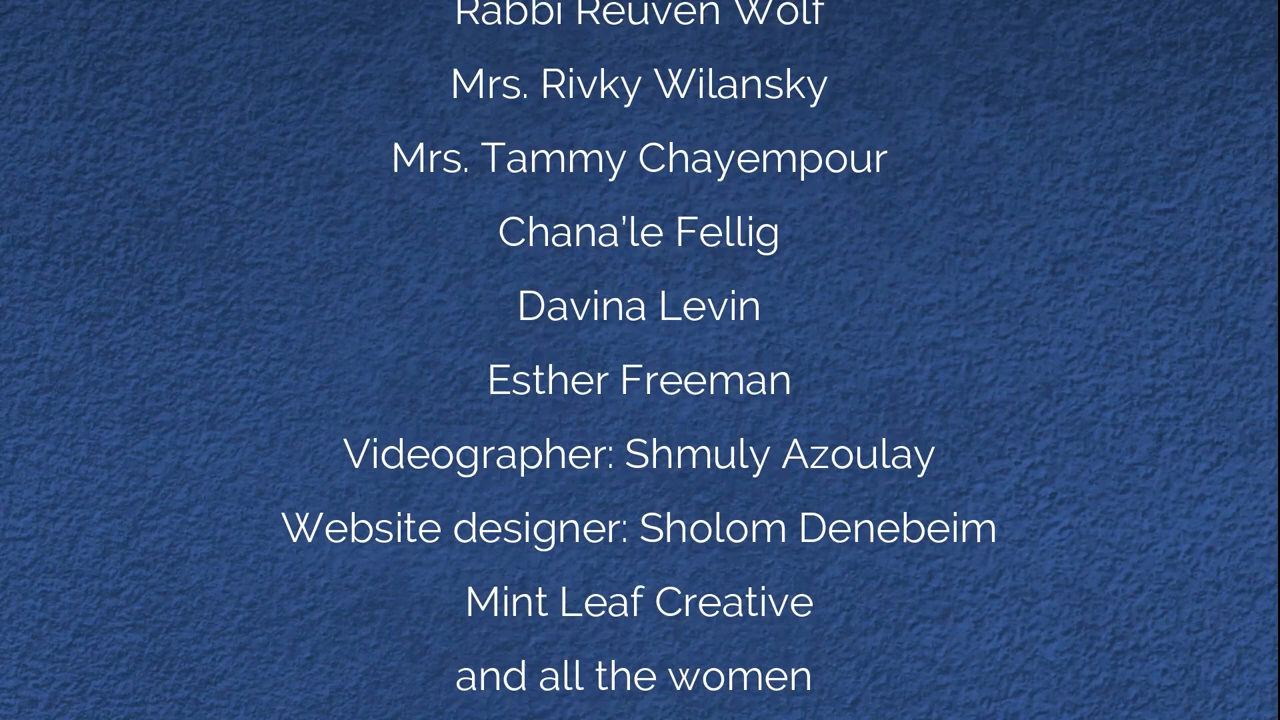 Rabbi Reuven Wolf
Mrs. Rivky Wilansky
Mrs. Tammy Chayempour
Chana’le Fellig
Davina Levin
Esther Freeman
Videographer: Shmuly Azoulay
Website designer: Sholom Denebeim
Mint Leaf Creative
and all the women